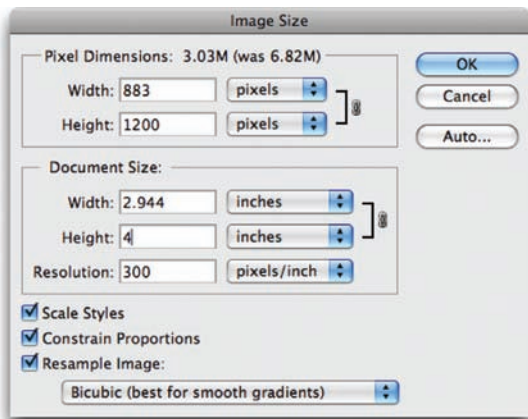 Image Size
Pixel Dimensions: 3.03M (was 6.82M)
Width: 883 pixels
Height: 1200 pixels
OK
Cancel
Auto...
Document Size:
Width: 2.944 inches
Height: 4 inches
Resolution: 300 pixels/inch
Scale Styles
Constrain Proportions
Resample Image:
Bicubic (best for smooth gradients)